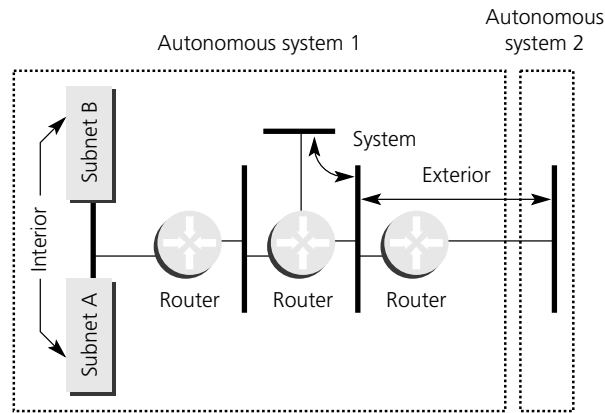 Autonomous system 1
Autonomous
system 2
Subnet B
System
Exterior
Interior
Router
Router
Router
Subnet A